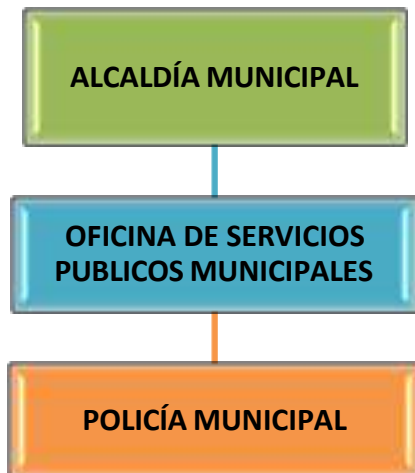 ALCALDÍA MUNICIPAL
OFICINA DE SERVICIOS
PUBLICOS MUNICIPALES
POLICÍA MUNICIPAL